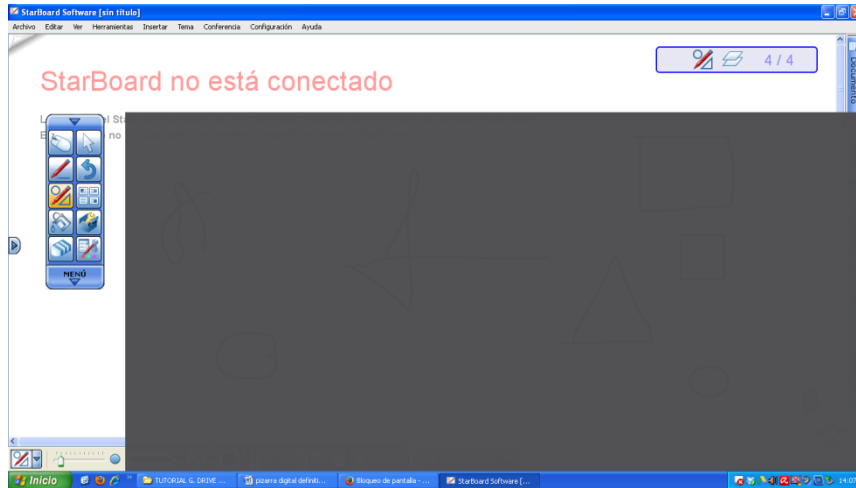 StarBoard Software [sin título]
Archivo Editar Ver Herramientas Insertar Tema Conferencia Configuración Ayuda
4 / 4
Documento
StarBoard no está conectado
MENÚ
Inicio
TUTORIAL G. DRIVE ...
pizarra digital definiti...
Bloqueo de pantalla - ...
StarBoard Software [...
14:07